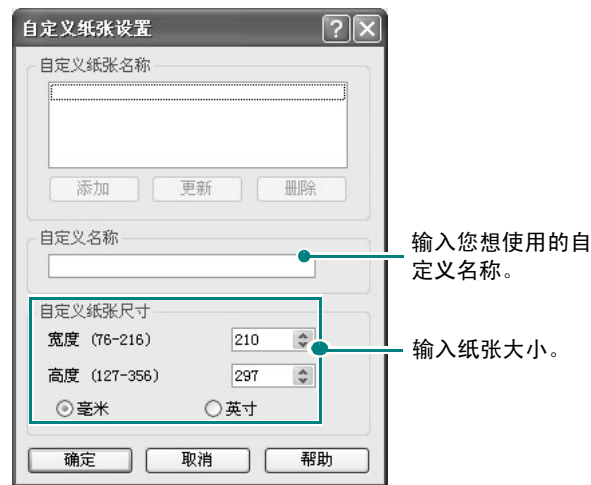 自定义纸张设置
自定义纸张名称
添加 更新 删除
自定义名称
输入您想使用的自
定义名称。
自定义纸张尺寸
宽度 (76-216) 210
输入纸张大小。
高度 (127-356) 297
毫米 英寸
确定 取消 帮助